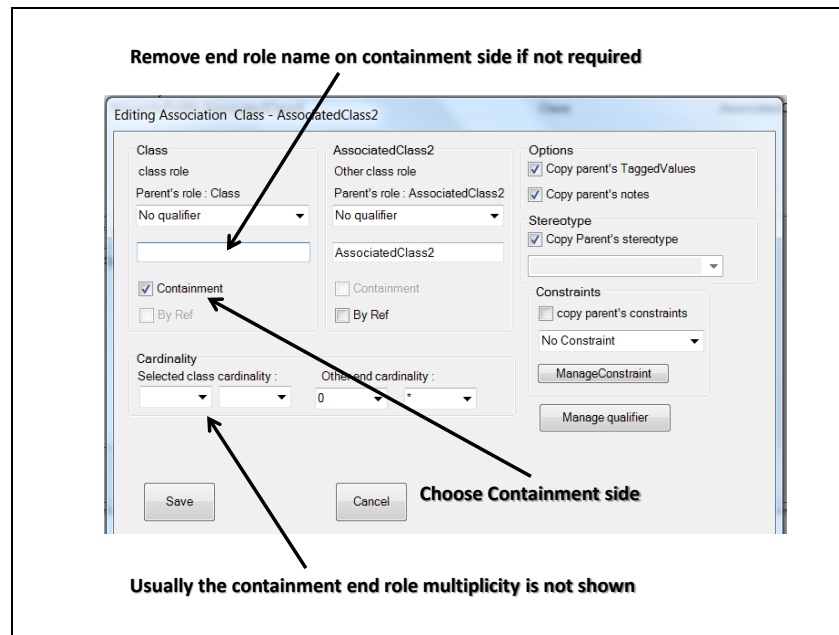 Remove end role name on containment side if not required
Editing Association Class - AssociatedClass2
Class
class role
Parent's role : Class
No qualifier
Containment
By Ref
AssociatedClass2
Other class role
Parent's role : AssociatedClass2
No qualifier
AssociatedClass2
Containment
By Ref
Options
Copy parent's TaggedValues
Copy parent's notes
Stereotype
Copy Parent's stereotype
Constraints
copy parent's constraints
No Constraint
ManageConstraint
Manage qualifier
Cardinality
Selected class cardinality :
Other end cardinality :
0
*
Save
Cancel
Choose Containment side
Usually the containment end role multiplicity is not shown